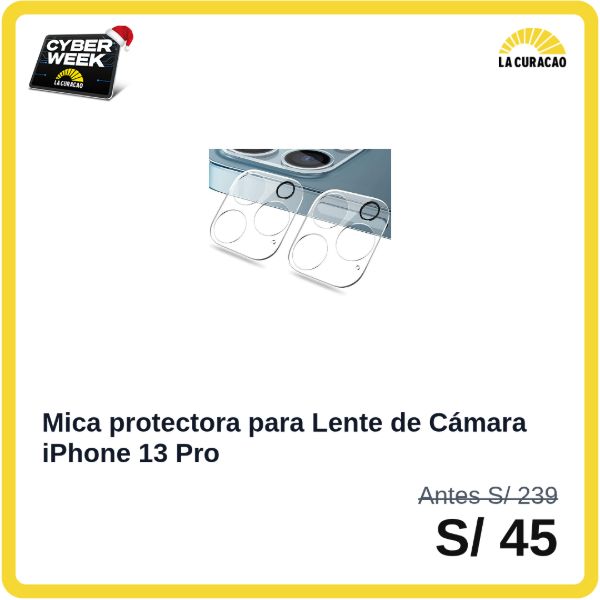 CYBER
WEEK
LA CURACAO
LA CURACAO
Mica protectora para Lente de Cámara
iPhone 13 Pro
Antes S/ 239
S/ 45